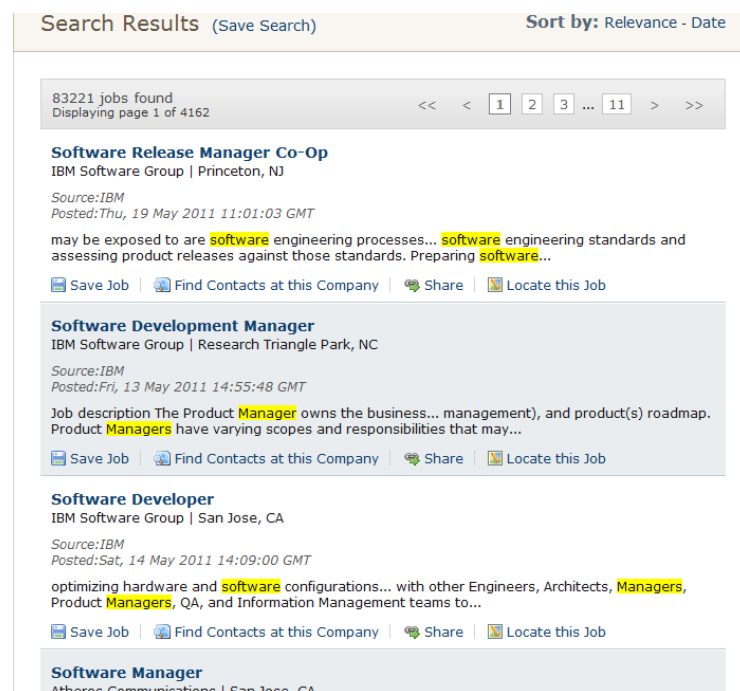 Search Results (Save Search) Sort by: Relevance - Date
83221 jobs found
Displaying page 1 of 4162
<< < 1 2 3 ... 11 > >>
Software Release Manager Co-Op
IBM Software Group | Princeton, NJ
Source:IBM
Posted:Thu, 19 May 2011 11:01:03 GMT
may be exposed to are software engineering processes... software engineering standards and
assessing product releases against those standards. Preparing software...
Save Job | Find Contacts at this Company | Share | Locate this Job
Software Development Manager
IBM Software Group | Research Triangle Park, NC
Source:IBM
Posted:Fri, 13 May 2011 14:55:48 GMT
Job description The Product Manager owns the business... management), and product(s) roadmap.
Product Managers have varying scopes and responsibilities that may...
Save Job | Find Contacts at this Company | Share | Locate this Job
Software Developer
IBM Software Group | San Jose, CA
Source:IBM
Posted:Sat, 14 May 2011 14:09:00 GMT
optimizing hardware and software configurations... with other Engineers, Architects, Managers,
Product Managers, QA, and Information Management teams to...
Save Job | Find Contacts at this Company | Share | Locate this Job
Software Manager
Atheros Communications | San Jose, CA